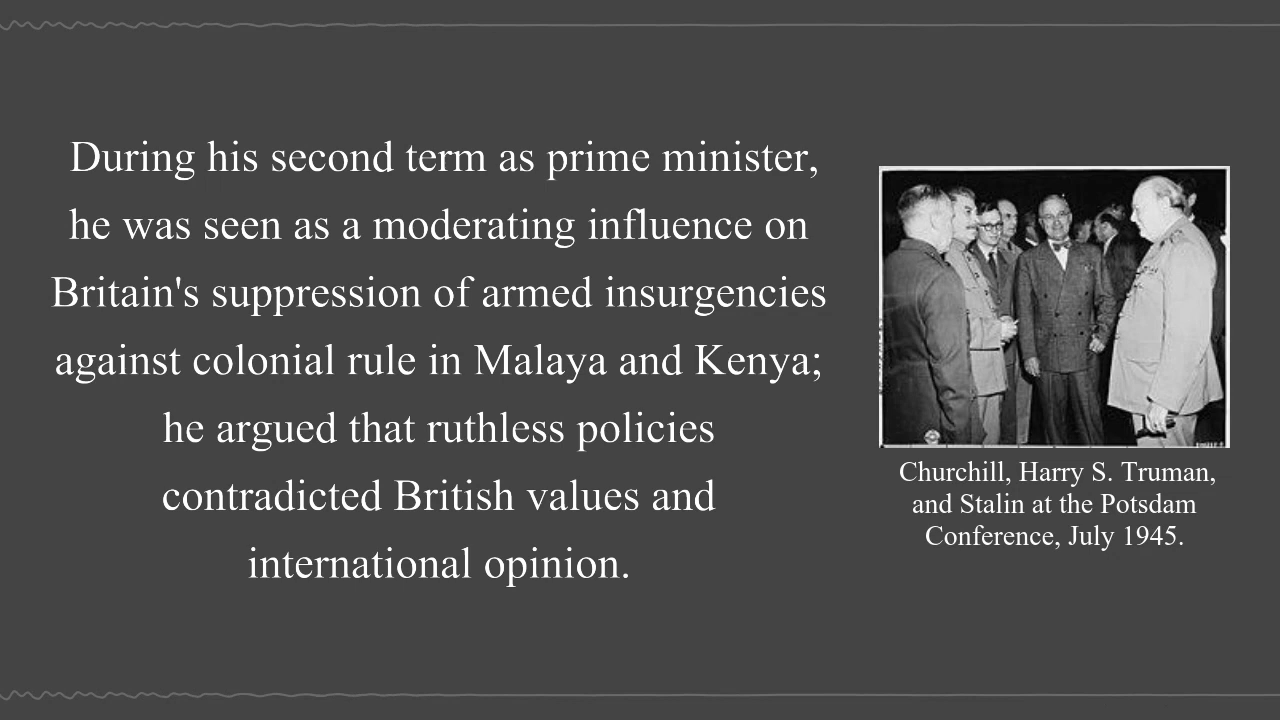 During his second term as prime minister,
he was seen as a moderating influence on
Britain's suppression of armed insurgencies
against colonial rule in Malaya and Kenya;
he argued that ruthless policies
contradicted British values and
international opinion.
Churchill, Harry S. Truman,
and Stalin at the Potsdam
Conference, July 1945.